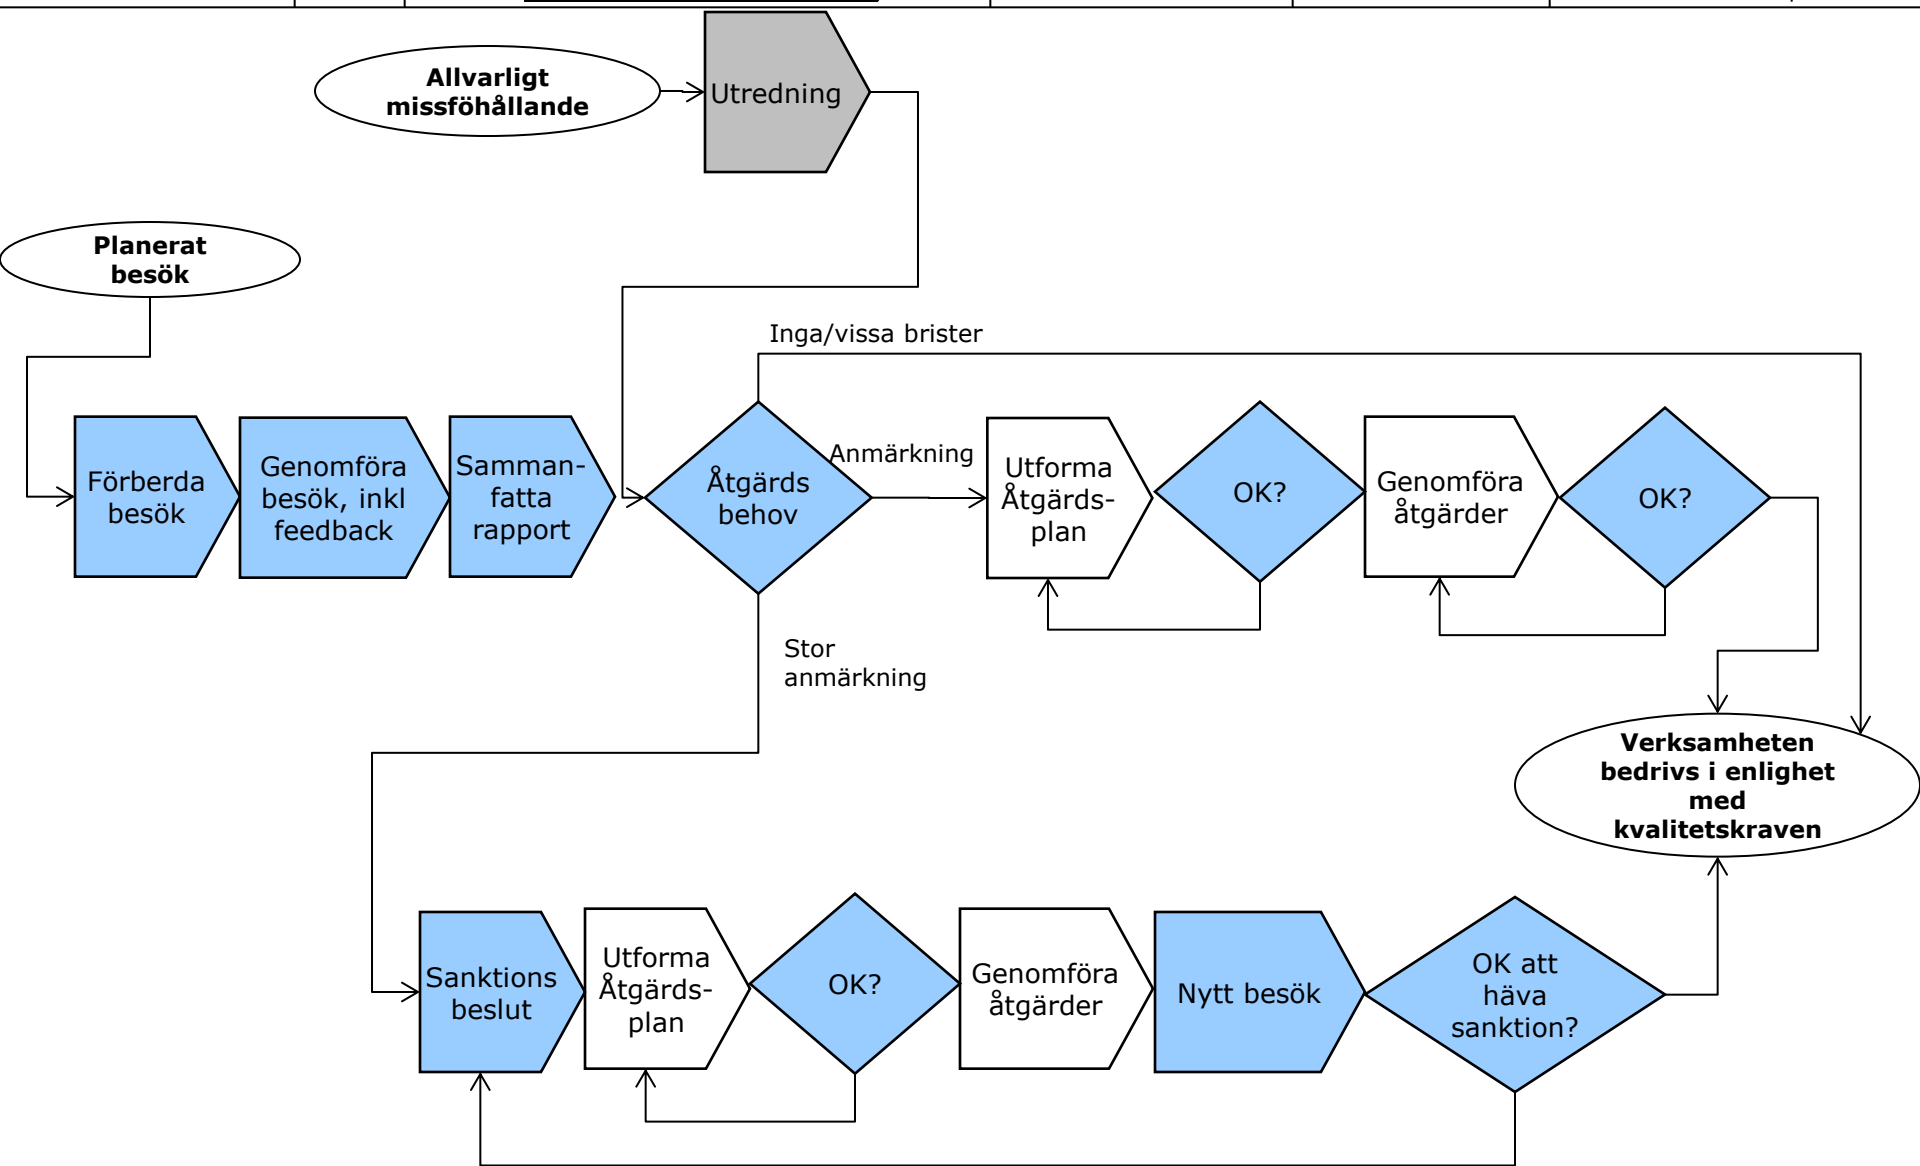 Allvarligt
missföhållande
Utredning
Planerat
besök
Inga/vissa brister
Förberda
besök
Genomföra
besök, inkl
feedback
Samman-
fatta
rapport
Åtgärds
behov
Anmärkning
Utforma
Åtgärds-
plan
OK?
Genomföra
åtgärder
OK?
Stor
anmärkning
Verksamheten
bedrivs i enlighet
med
kvalitetskraven
Sanktions
beslut
Utforma
Åtgärds-
plan
OK?
Genomföra
åtgärder
Nytt besök
OK att
häva
sanktion?